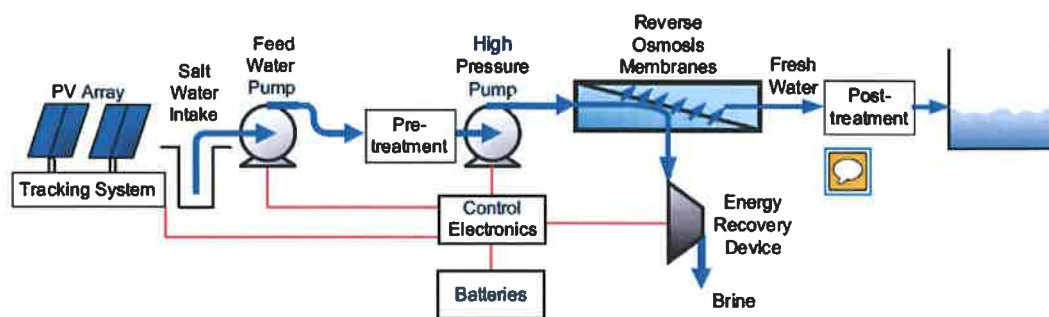 PV Array
Tracking System
Salt
Water
Intake
Feed
Water
Pump
Pre-
treatment
High
Pressure
Pump
Reverse
Osmosis
Membranes
Fresh
Water
Post-
treatment
Control
Electronics
Batteries
Energy
Recovery
Device
Brine